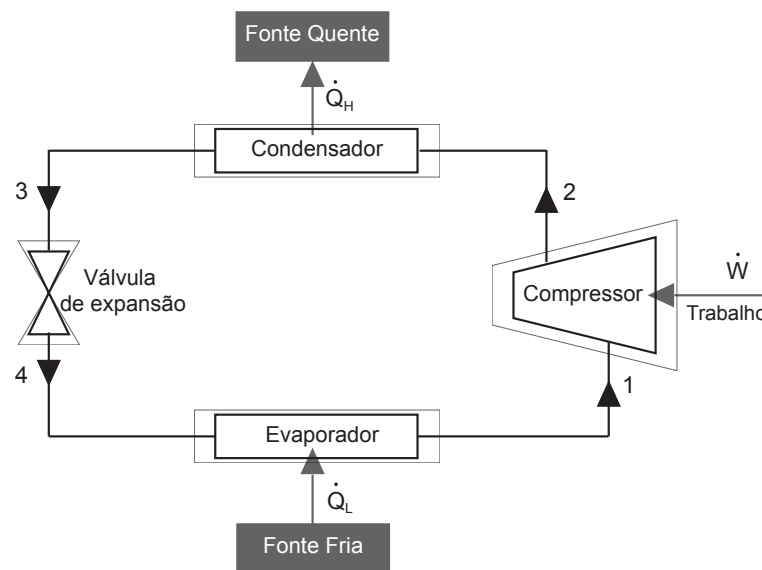 Fonte Quente
Q̇H
Condensador
3
2
Válvula
de expansão
Compressor
Ẇ
Trabalho
4
1
Evaporador
Q̇L
Fonte Fria